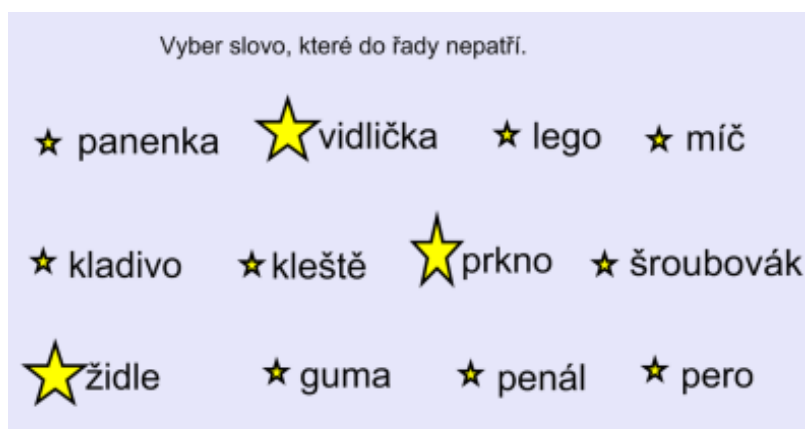 Vyber slovo, které do řady nepatří.
panenka vidlička lego míč
kladivo kleště prkno šroubovák
židle guma penál pero